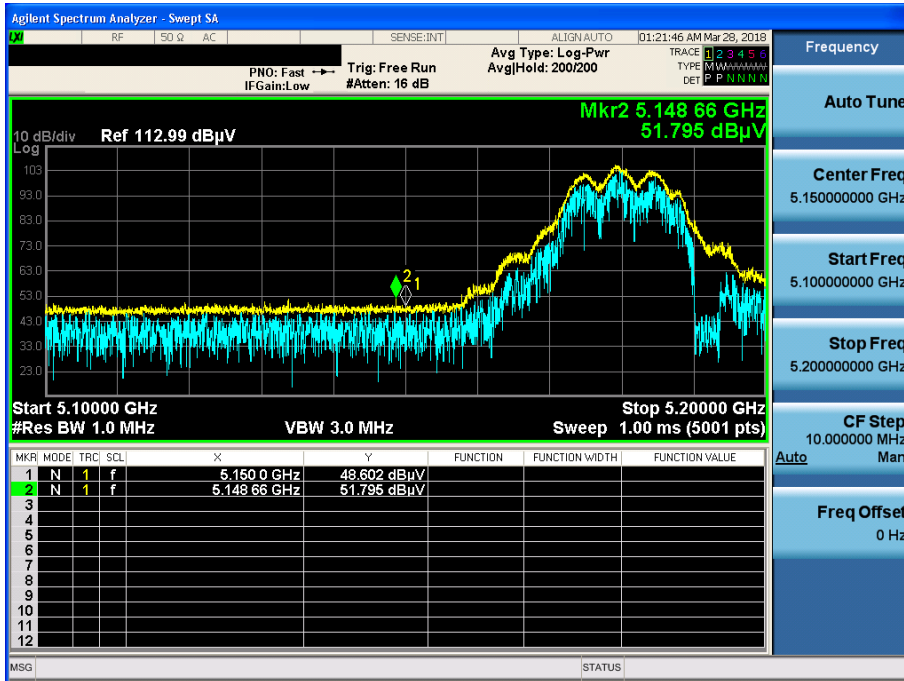 Agilent Spectrum Analyzer - Swept SA
LXI RF 50 Ω AC SENSE:INT ALIGN AUTO 01:21:46 AM Mar 28, 2018
PNO: Fast
IFGain:Low
Trig: Free Run
#Atten: 16 dB
Avg Type: Log-Pwr
Avg|Hold: 200/200
TRACE 1 2 3 4 5 6
TYPE M W W W W W
DET P P N N N N
Mkr2 5.148 66 GHz
51.795 dBµV
10 dB/div Ref 112.99 dBµV
Log
103
93.0
83.0
73.0
63.0
53.0
43.0
33.0
23.0
2
1
Start 5.10000 GHz Stop 5.20000 GHz
#Res BW 1.0 MHz VBW 3.0 MHz Sweep 1.00 ms (5001 pts)
MKR MODE TRC SCL X Y FUNCTION FUNCTION WIDTH FUNCTION VALUE
1 N 1 f 5.150 0 GHz 48.602 dBµV
2 N 1 f 5.148 66 GHz 51.795 dBµV
3
4
5
6
7
8
9
10
11
12
MSG STATUS
Frequency
Auto Tune
Center Freq
5.150000000 GHz
Start Freq
5.100000000 GHz
Stop Freq
5.200000000 GHz
CF Step
10.000000 MHz
Auto Man
Freq Offset
0 Hz